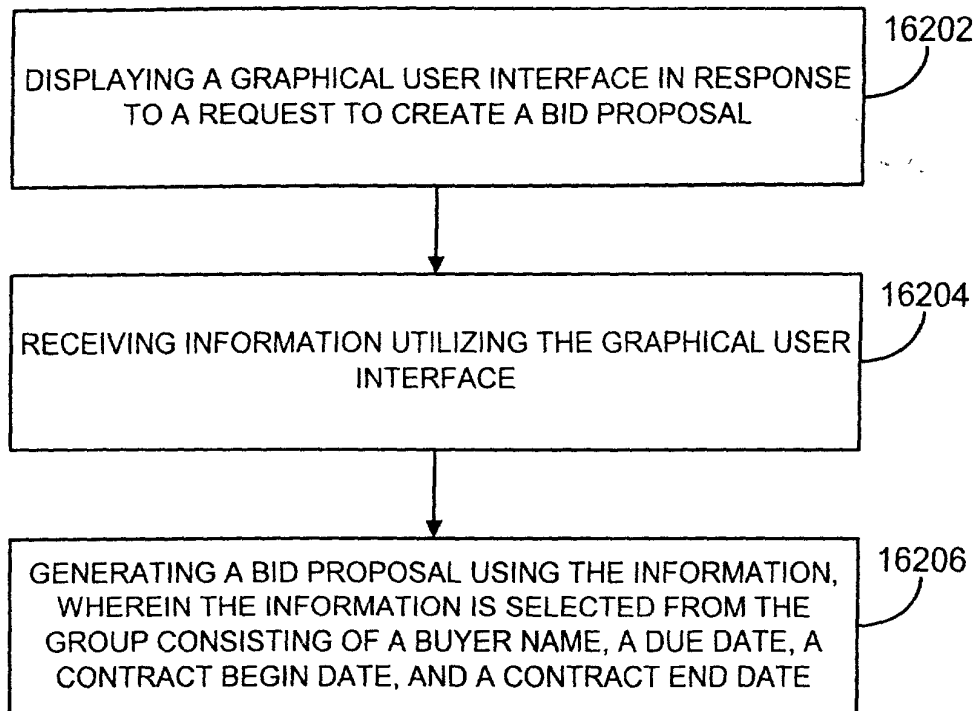 16202
DISPLAYING A GRAPHICAL USER INTERFACE IN RESPONSE
TO A REQUEST TO CREATE A BID PROPOSAL
16204
RECEIVING INFORMATION UTILIZING THE GRAPHICAL USER
INTERFACE
16206
GENERATING A BID PROPOSAL USING THE INFORMATION,
WHEREIN THE INFORMATION IS SELECTED FROM THE
GROUP CONSISTING OF A BUYER NAME, A DUE DATE, A
CONTRACT BEGIN DATE, AND A CONTRACT END DATE